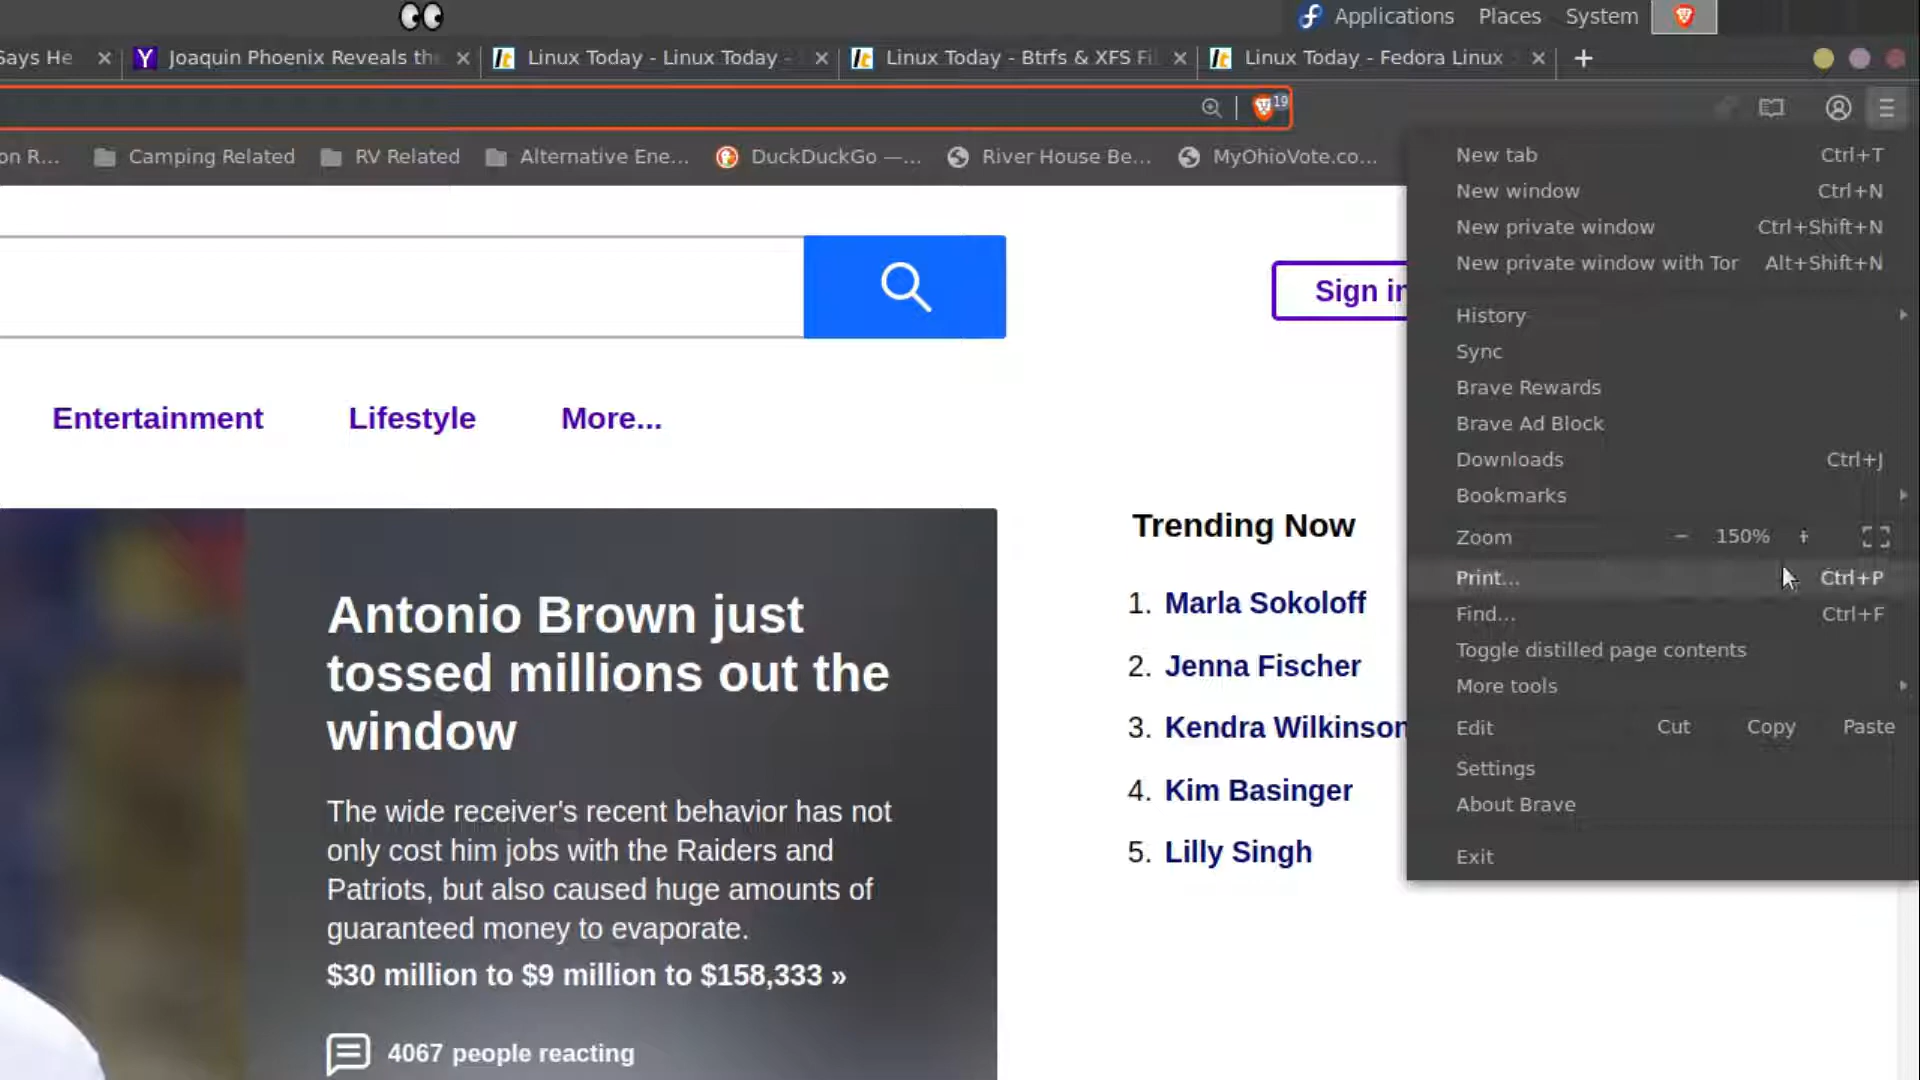 Applications Places System
Says He
Joaquin Phoenix Reveals th
Linux Today - Linux Today -
Linux Today - Btrfs & XFS Fi
Linux Today - Fedora Linux
19
on R...
Camping Related
RV Related
Alternative Ene...
DuckDuckGo —...
River House Be...
MyOhioVote.co...
Sign in
Entertainment
Lifestyle
More...
Antonio Brown just
tossed millions out the
window
The wide receiver's recent behavior has not
only cost him jobs with the Raiders and
Patriots, but also caused huge amounts of
guaranteed money to evaporate.
$30 million to $9 million to $158,333 »
4067 people reacting
Trending Now
1. Marla Sokoloff
2. Jenna Fischer
3. Kendra Wilkinson
4. Kim Basinger
5. Lilly Singh
New tab Ctrl+T
New window Ctrl+N
New private window Ctrl+Shift+N
New private window with Tor Alt+Shift+N
History
Sync
Brave Rewards
Brave Ad Block
Downloads Ctrl+J
Bookmarks
Zoom − 150% +
Print... Ctrl+P
Find... Ctrl+F
Toggle distilled page contents
More tools
Edit Cut Copy Paste
Settings
About Brave
Exit